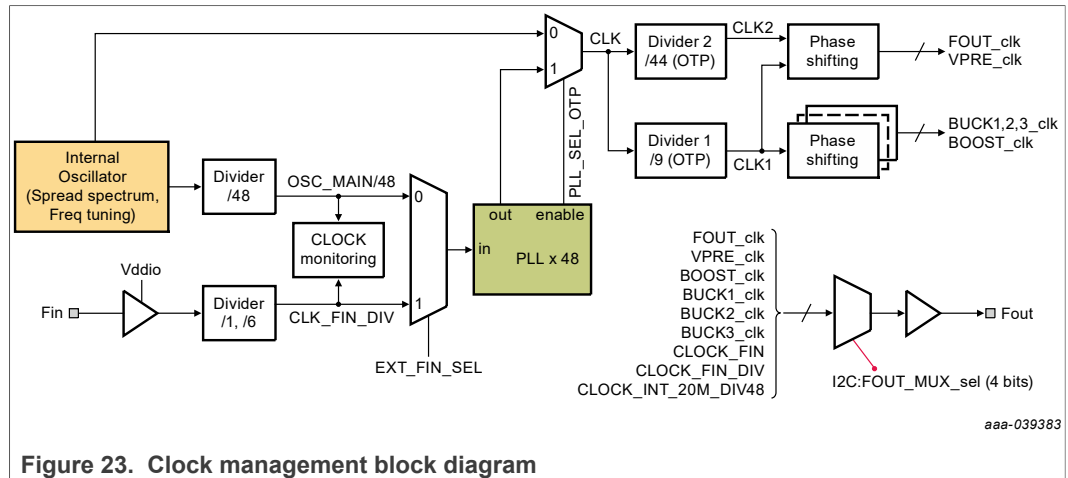 0
1
CLK
Divider 2
/44 (OTP)
CLK2
Phase
shifting
FOUT_clk
VPRE_clk
PLL_SEL_OTP
Divider 1
/9 (OTP)
CLK1
Phase
shifting
BUCK1,2,3_clk
BOOST_clk
Internal
Oscillator
(Spread spectrum,
Freq tuning)
Divider
/48
OSC_MAIN/48
0
CLOCK
monitoring
out enable
in
PLL x 48
Vddio
Fin
Divider
/1, /6
CLK_FIN_DIV
1
EXT_FIN_SEL
FOUT_clk
VPRE_clk
BOOST_clk
BUCK1_clk
BUCK2_clk
BUCK3_clk
CLOCK_FIN
CLOCK_FIN_DIV
CLOCK_INT_20M_DIV48
Fout
I2C:FOUT_MUX_sel (4 bits)
aaa-039383
Figure 23. Clock management block diagram